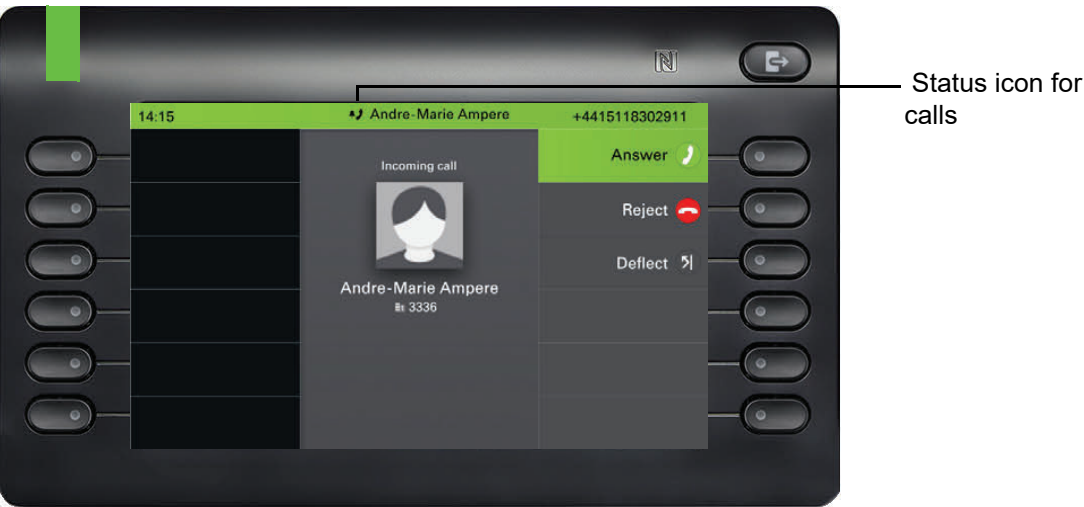 Status icon for
calls
14:15
Andre-Marie Ampere
+4415118302911
Incoming call
Andre-Marie Ampere
3336
Answer
Reject
Deflect